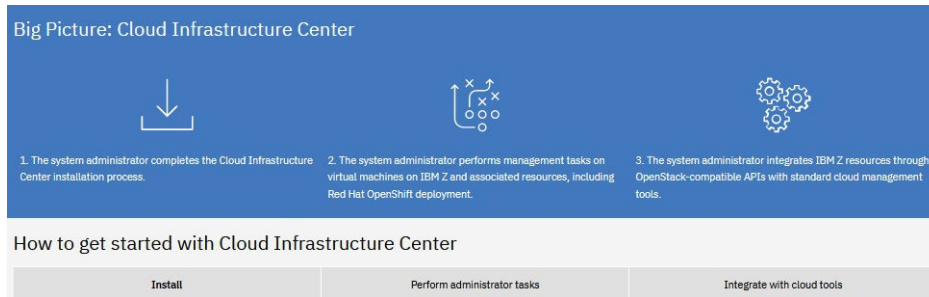 Big Picture: Cloud Infrastructure Center
1. The system administrator completes the Cloud Infrastructure
Center installation process.
2. The system administrator performs management tasks on
virtual machines on IBM Z and associated resources, including
Red Hat OpenShift deployment.
3. The system administrator integrates IBM Z resources through
OpenStack-compatible APIs with standard cloud management
tools.
How to get started with Cloud Infrastructure Center
Install
Perform administrator tasks
Integrate with cloud tools